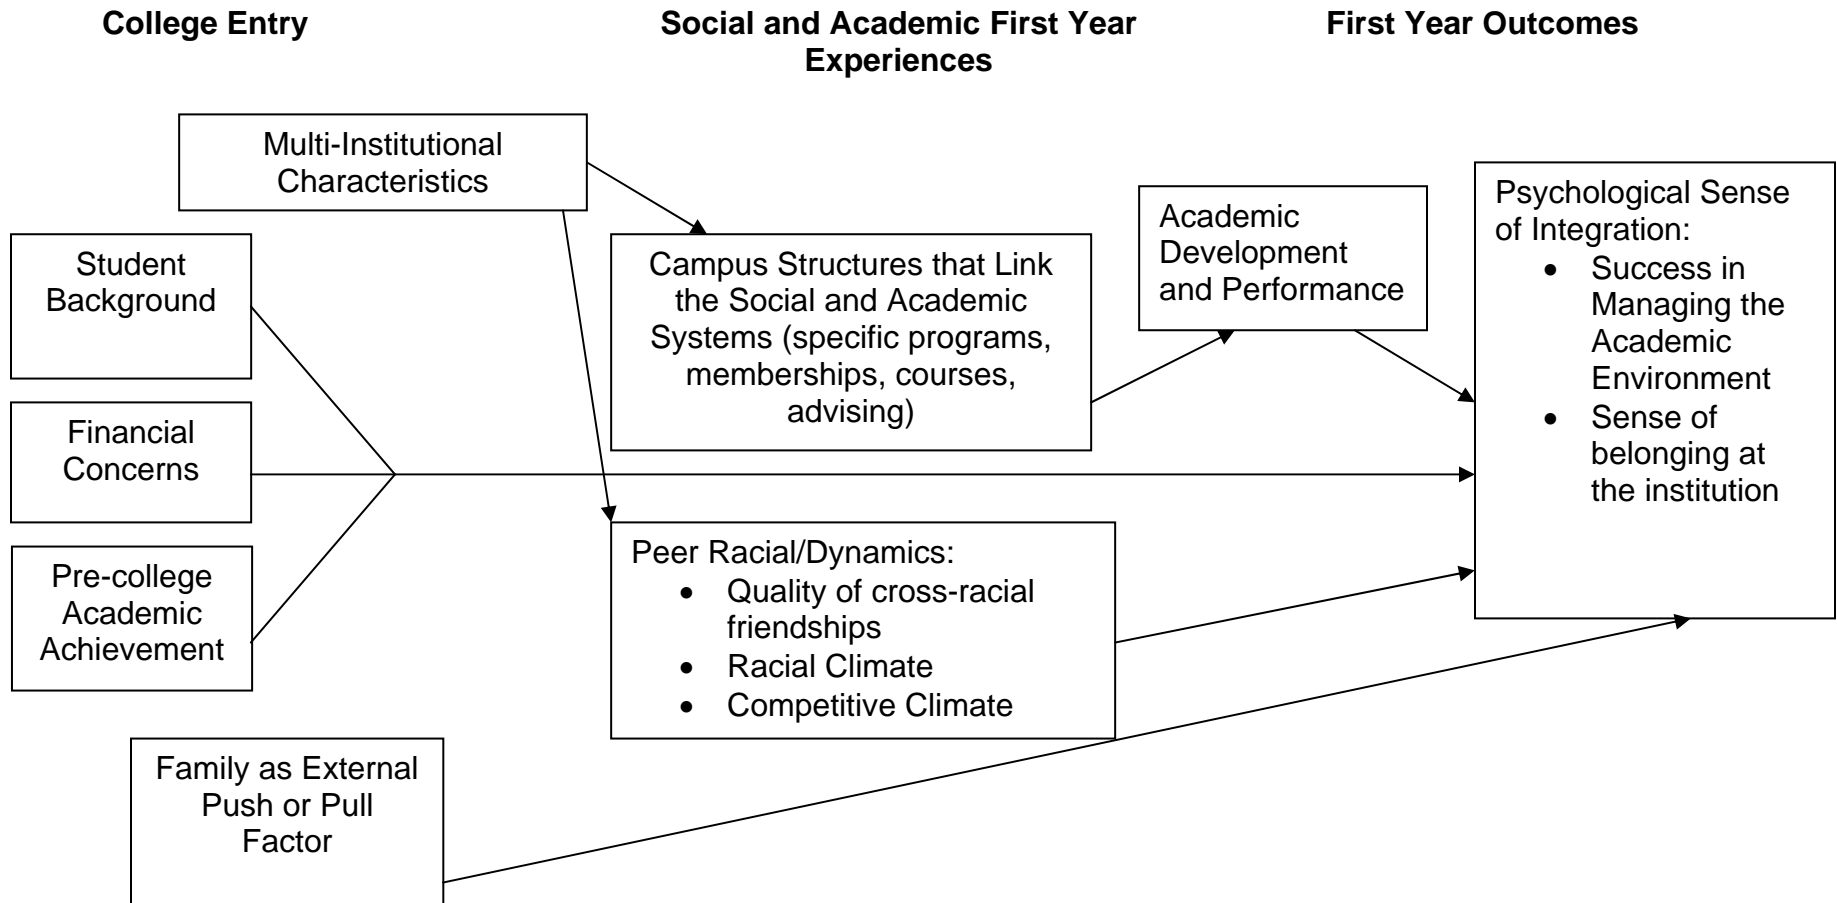 College Entry
Social and Academic First Year
Experiences
First Year Outcomes
Multi-Institutional
Characteristics
Student
Background
Financial
Concerns
Pre-college
Academic
Achievement
Family as External
Push or Pull
Factor
Campus Structures that Link
the Social and Academic
Systems (specific programs,
memberships, courses,
advising)
Peer Racial/Dynamics:
• Quality of cross-racial
friendships
• Racial Climate
• Competitive Climate
Academic
Development
and Performance
Psychological Sense
of Integration:
• Success in
Managing the
Academic
Environment
• Sense of
belonging at
the institution